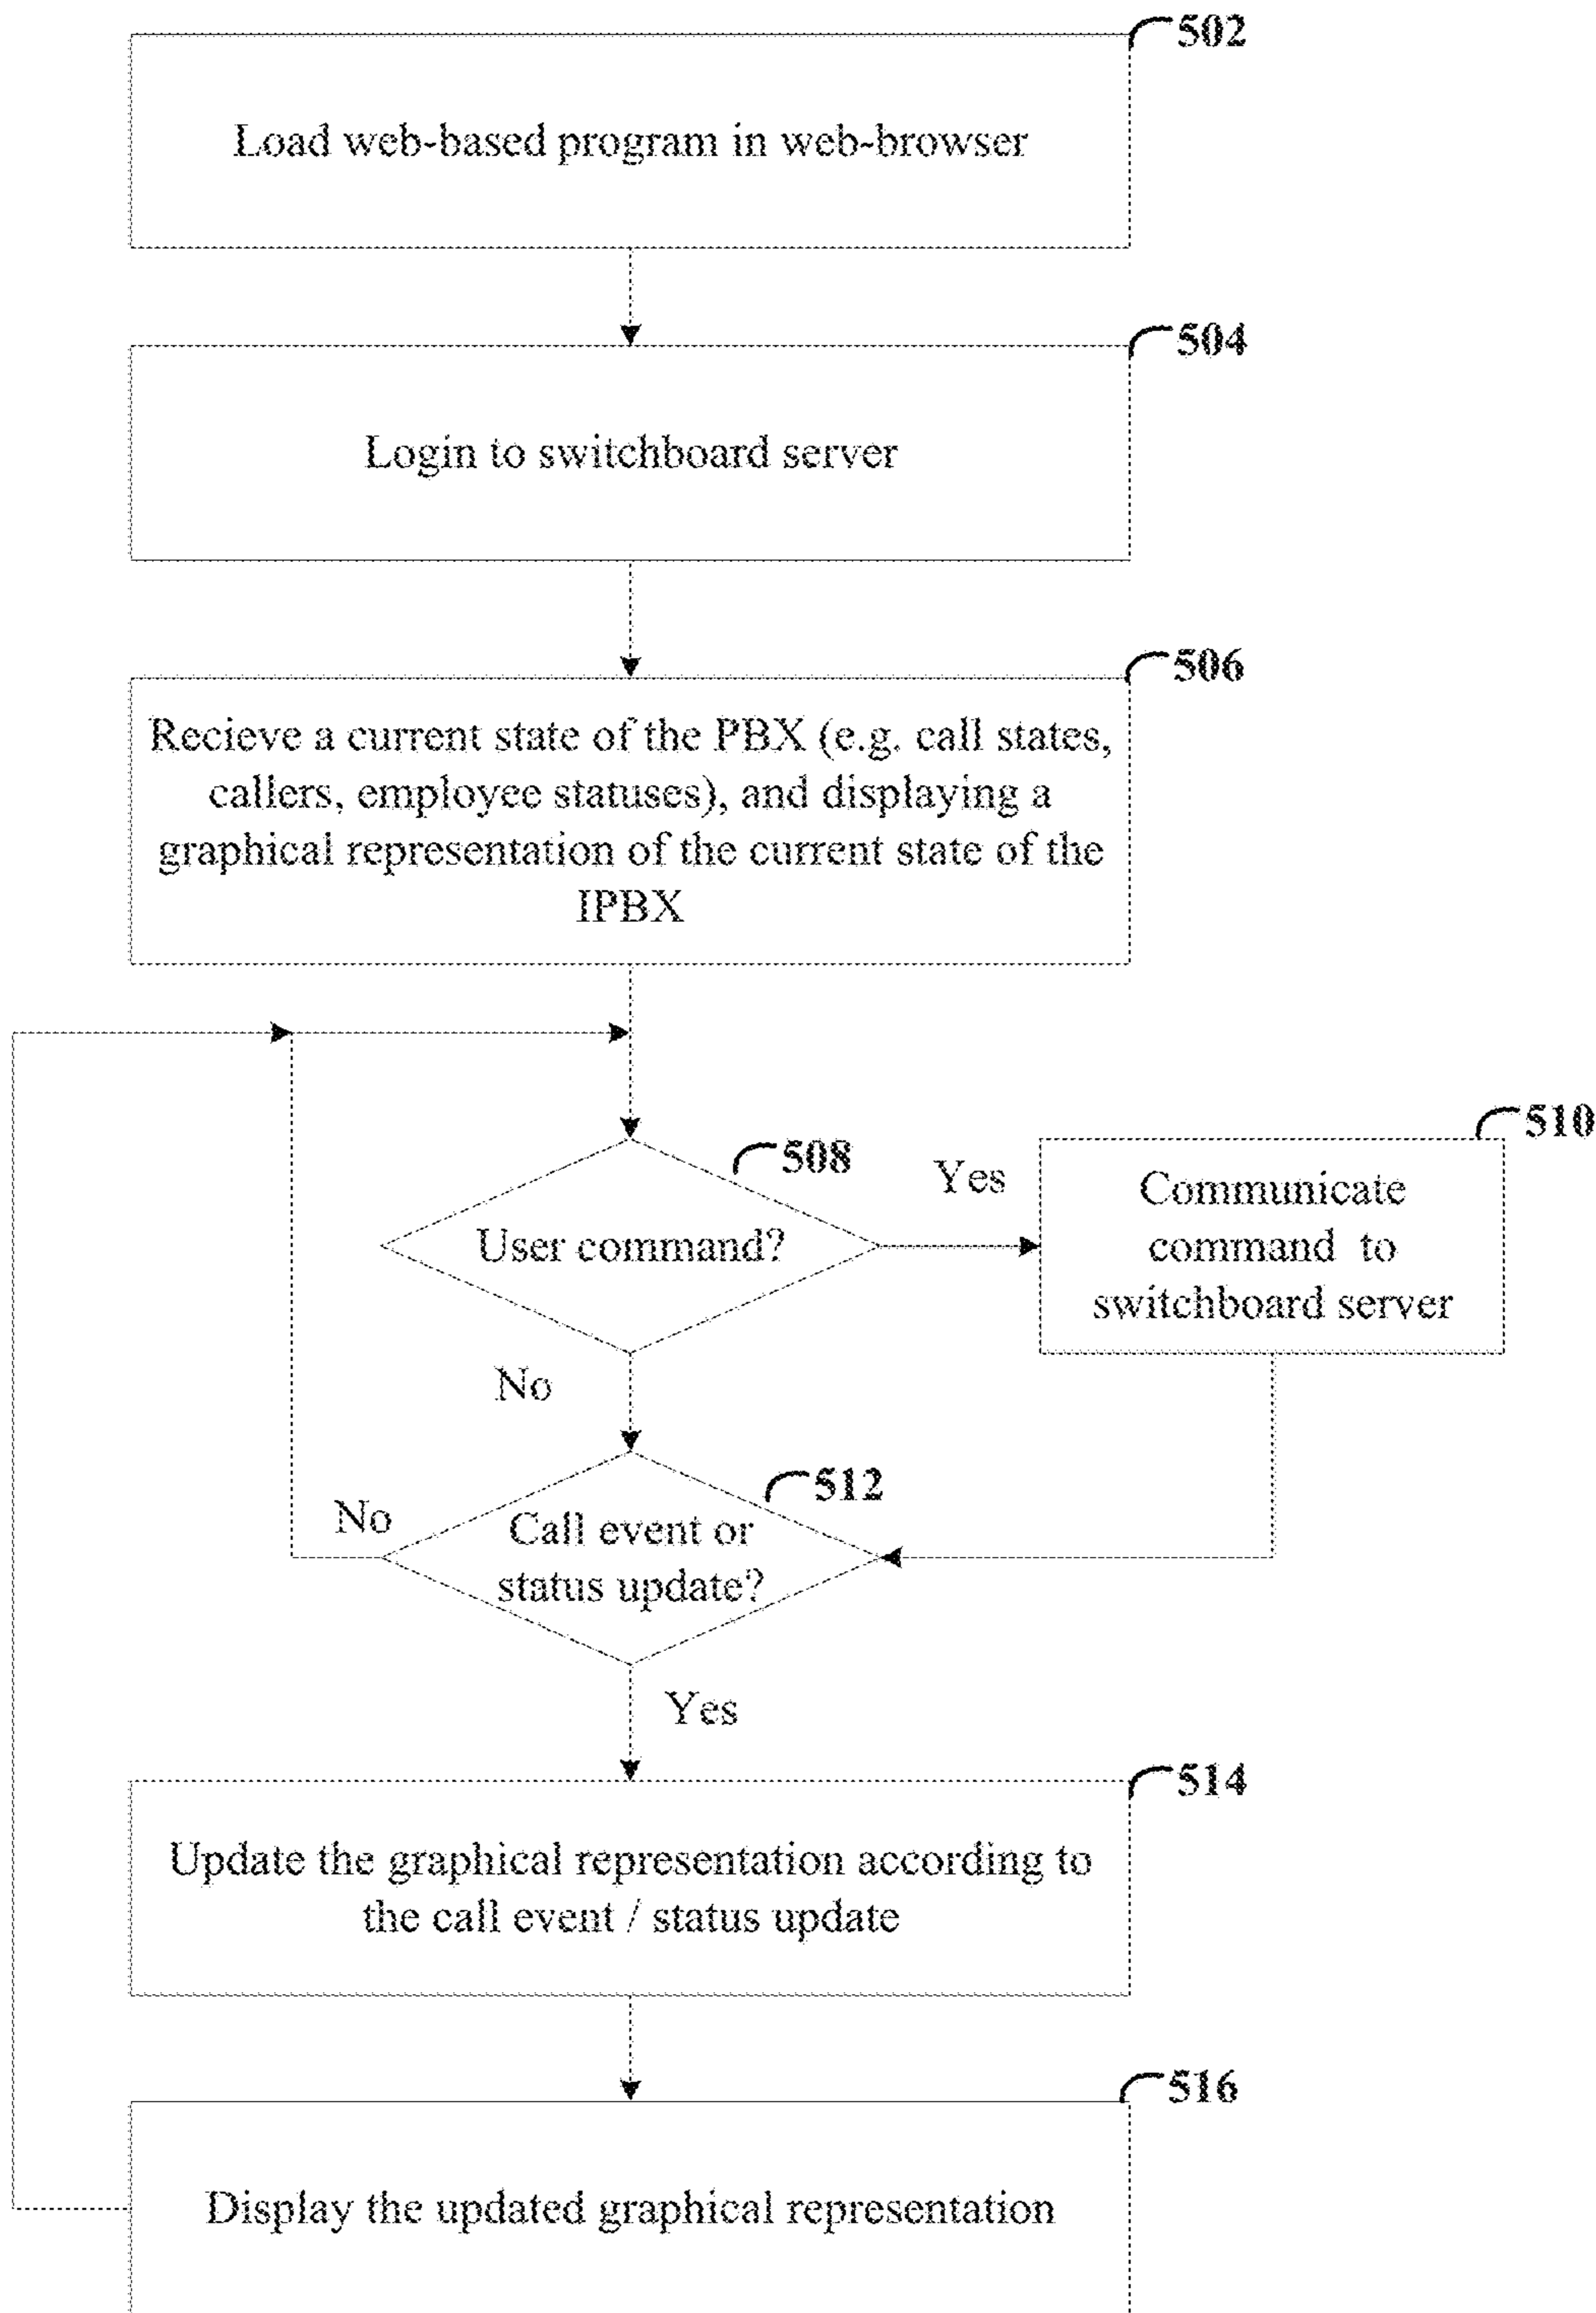 502
Load web-based program in web-browser
504
Login to switchboard server
506
Recieve a current state of the PBX (e.g. call states,
callers, employee statuses), and displaying a
graphical representation of the current state of the
IPBX
508
User command?
Yes
510
Communicate
command to
switchboard server
No
512
Call event or
status update?
No
Yes
514
Update the graphical representation according to
the call event / status update
516
Display the updated graphical representation